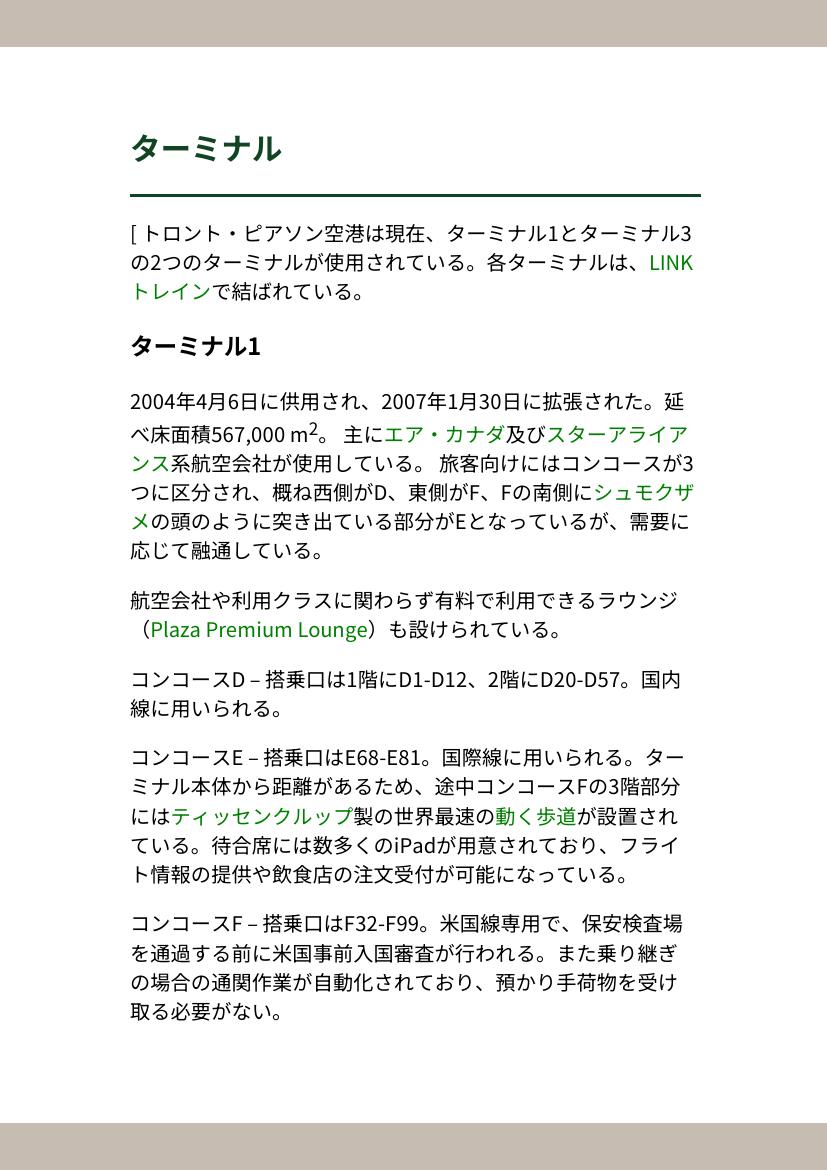 ターミナル
[ トロント・ピアソン空港は現在、ターミナル1とターミナル3
の2つのターミナルが使用されている。各ターミナルは、LINK
トレインで結ばれている。
ターミナル1
2004年4月6日に供用され、2007年1月30日に拡張された。延
べ床面積567,000 m²。 主にエア・カナダ及びスターアライア
ンス系航空会社が使用している。 旅客向けにはコンコースが3
つに区分され、概ね西側がD、東側がF、Fの南側にシュモクザ
メの頭のように突き出ている部分がEとなっているが、需要に
応じて融通している。
航空会社や利用クラスに関わらず有料で利用できるラウンジ
（Plaza Premium Lounge）も設けられている。
コンコースD – 搭乗口は1階にD1-D12、2階にD20-D57。国内
線に用いられる。
コンコースE – 搭乗口はE68-E81。国際線に用いられる。ター
ミナル本体から距離があるため、途中コンコースFの3階部分
にはティッセンクルップ製の世界最速の動く歩道が設置され
ている。待合席には数多くのiPadが用意されており、フライ
ト情報の提供や飲食店の注文受付が可能になっている。
コンコースF – 搭乗口はF32-F99。米国線専用で、保安検査場
を通過する前に米国事前入国審査が行われる。また乗り継ぎ
の場合の通関作業が自動化されており、預かり手荷物を受け
取る必要がない。